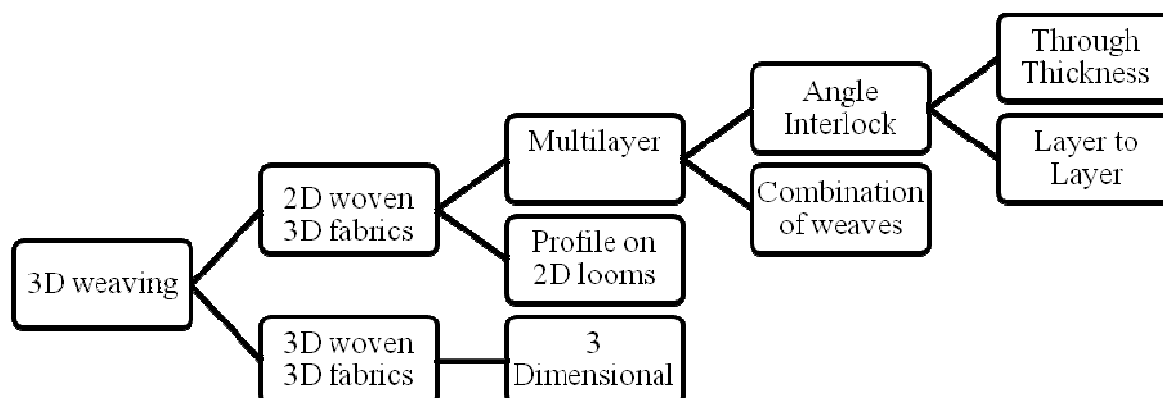 3D weaving
2D woven
3D fabrics
3D woven
3D fabrics
Multilayer
Profile on
2D looms
3
Dimensional
Angle
Interlock
Combination
of weaves
Through
Thickness
Layer to
Layer